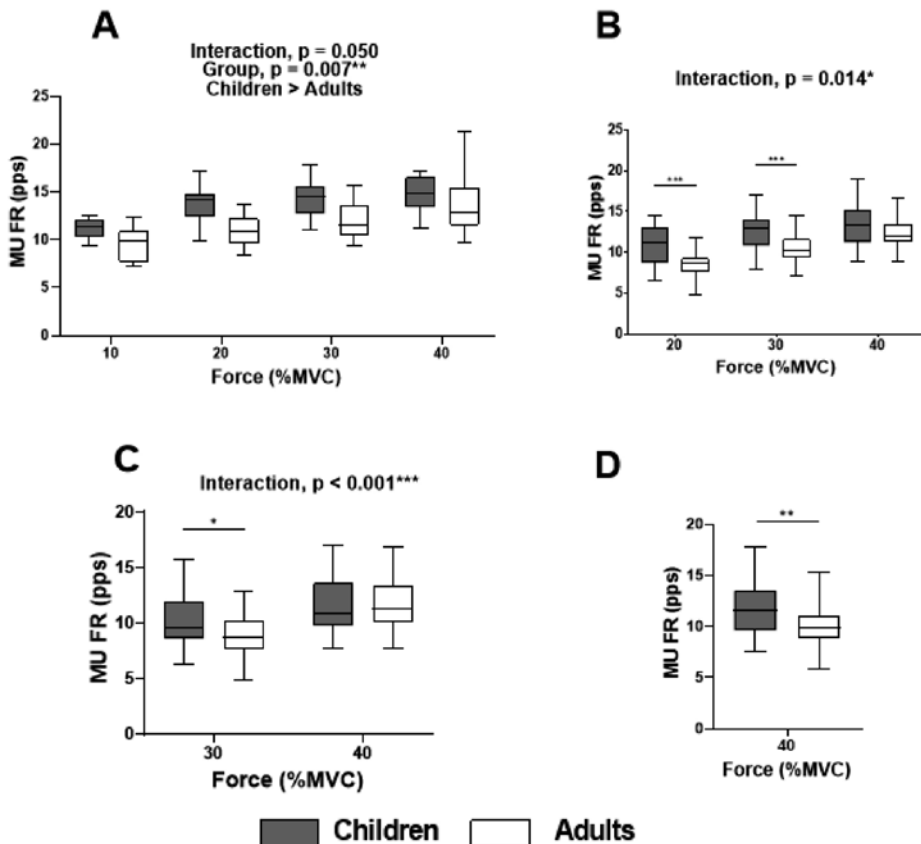 A
Interaction, p = 0.050
Group, p = 0.007**
Children > Adults
25
20
15
10
5
0
MU FR (pps)
10
20
30
40
Force (%MVC)
B
Interaction, p = 0.014*
25
20
15
10
5
0
MU FR (pps)
***
***
20
30
40
Force (%MVC)
C
Interaction, p < 0.001***
20
15
10
5
0
MU FR (pps)
*
30
40
Force (%MVC)
D
20
15
10
5
0
MU FR (pps)
**
40
Force (%MVC)
Children
Adults